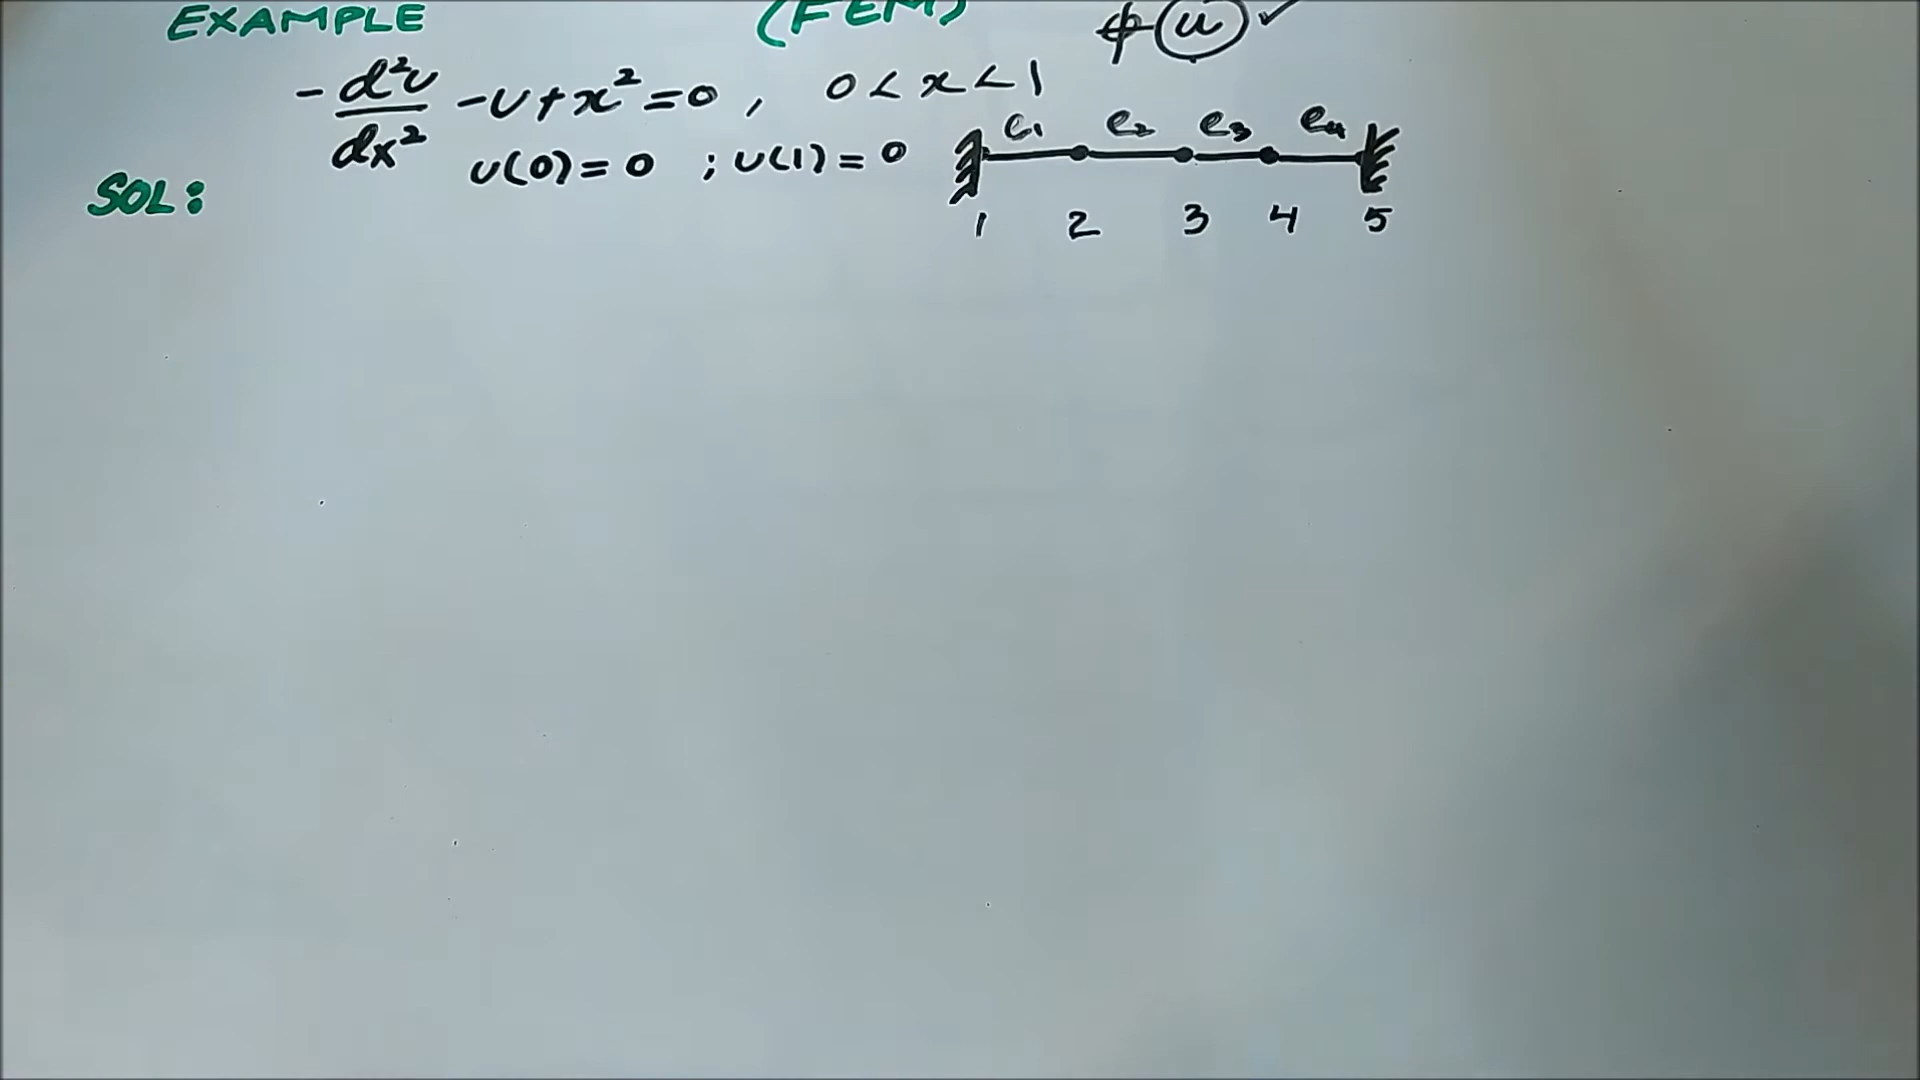 EXAMPLE (FEM) ϕ u ✓
-d²u/dx² -u+x²=0, 0<x<1
u(0)=0 ; u(1)=0
e₁ e₂ e₃ e₄
SOL:
1 2 3 4 5